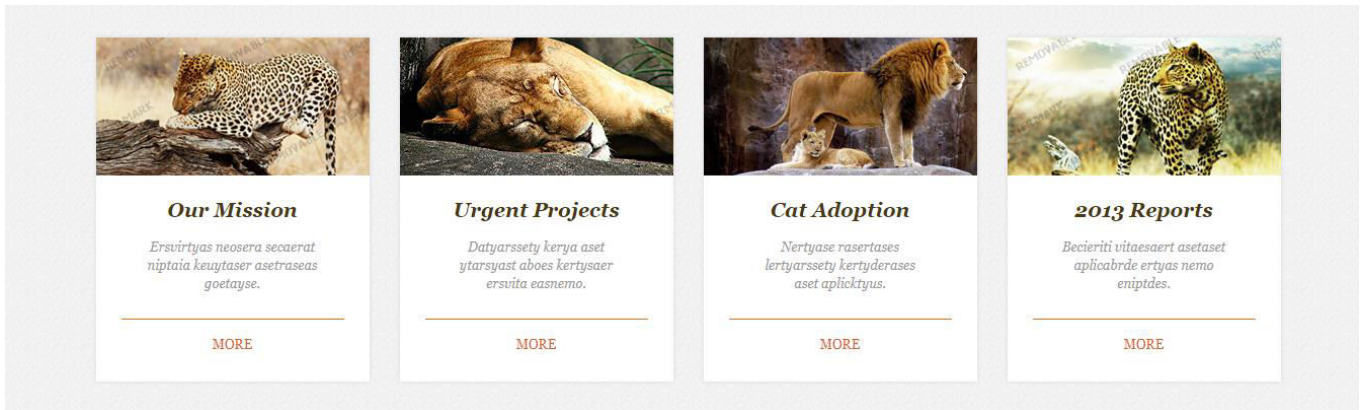 Our Mission
Ersvirtyas neosera secaerat
niptaia keuytaser asetraseas
goetayse.
MORE
Urgent Projects
Datyarssety kerya aset
ytarsyast aboes kertysaer
ersvita easnemo.
MORE
Cat Adoption
Nertyase rasertases
lertyarssety kertyderases
aset aplicktyus.
MORE
REMOVABLE
REMOVABLE
2013 Reports
Becieriti vitaesaert asetaset
aplicabrde ertyas nemo
eniptdes.
MORE